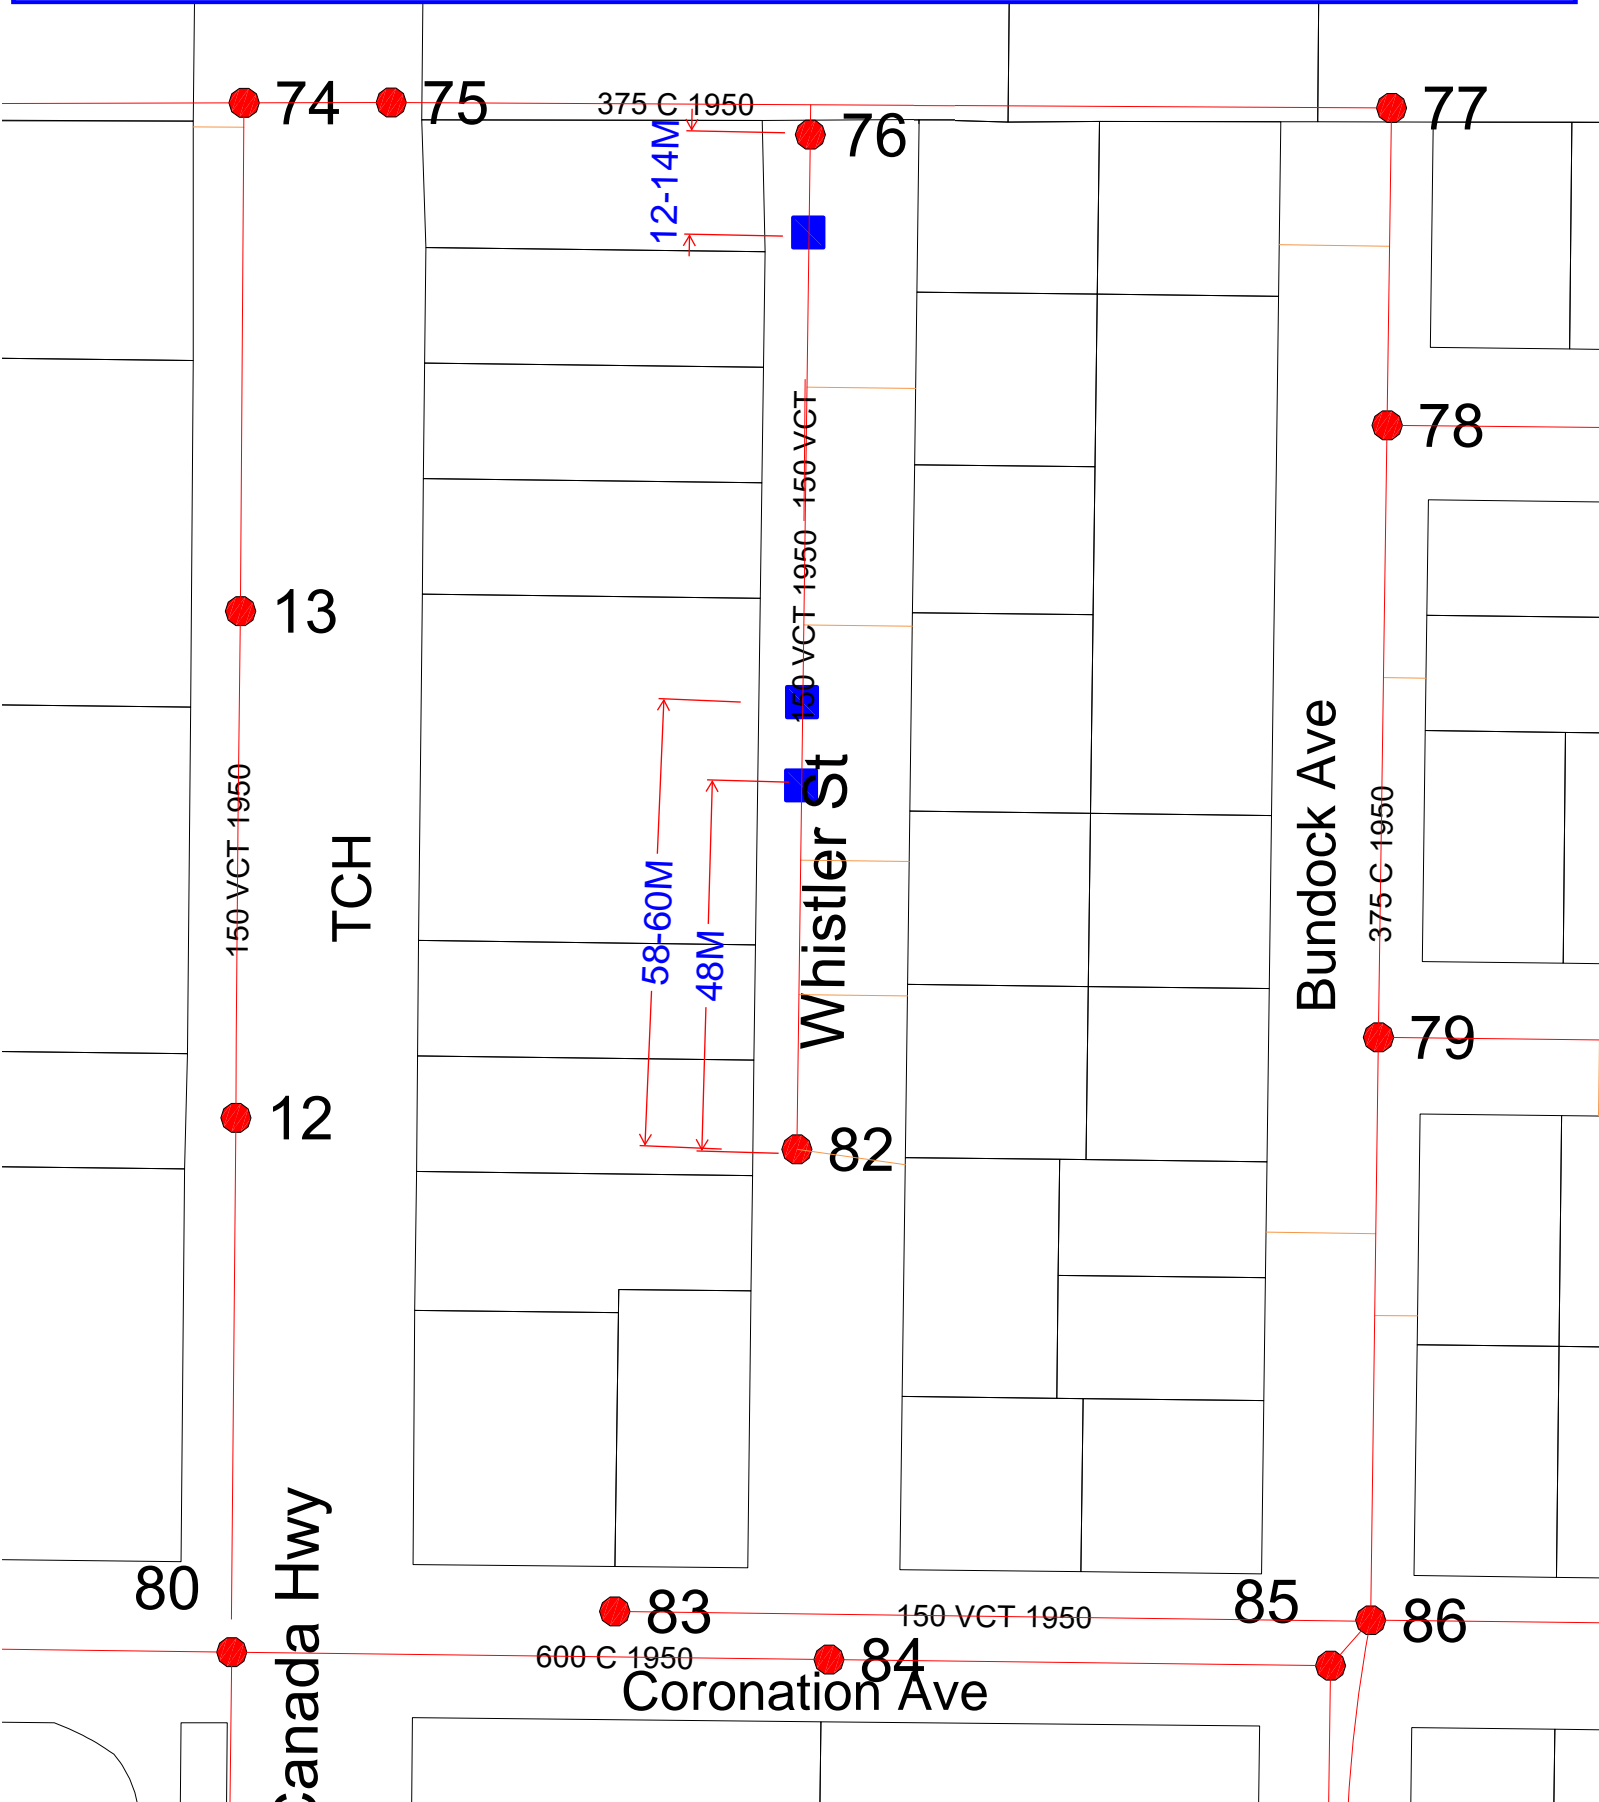 74
75
375 C 1950
76
77
12-14M
78
150 VCT
150 VCT 1950
13
150 VCT 1950
TCH
Whistler St
Bundock Ave
375 C 1950
58-60M
48M
79
12
82
Canada Hwy
80
83
150 VCT 1950
85
86
600 C 1950
84
Coronation Ave